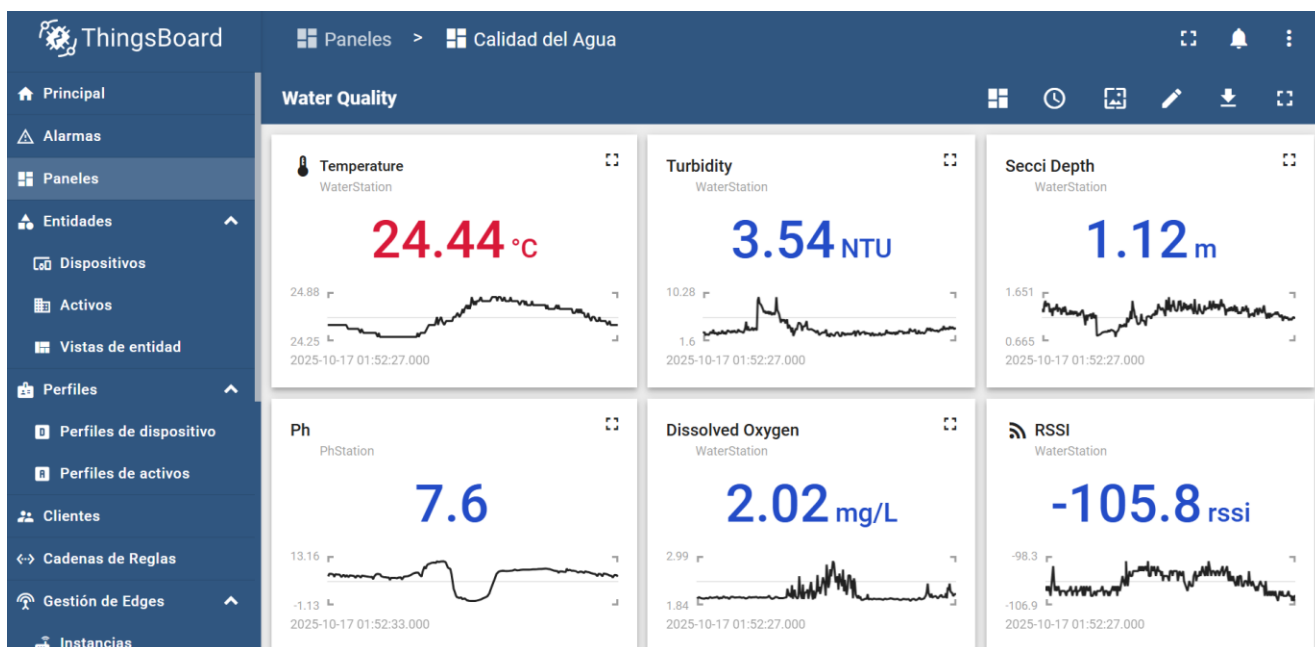 ThingsBoard
Paneles > Calidad del Agua
Principal
Alarmas
Paneles
Entidades
Dispositivos
Activos
Vistas de entidad
Perfiles
D Perfiles de dispositivo
A Perfiles de activos
Clientes
Cadenas de Reglas
Gestión de Edges
Instancias
Water Quality
Temperature
WaterStation
24.44 °C
24.88
24.25
2025-10-17 01:52:27.000
Turbidity
WaterStation
3.54 NTU
10.28
1.6
2025-10-17 01:52:27.000
Secci Depth
WaterStation
1.12 m
1.651
0.665
2025-10-17 01:52:27.000
Ph
PhStation
7.6
13.16
-1.13
2025-10-17 01:52:33.000
Dissolved Oxygen
WaterStation
2.02 mg/L
2.99
1.84
2025-10-17 01:52:27.000
RSSI
WaterStation
-105.8 rssi
-98.3
-106.9
2025-10-17 01:52:27.000